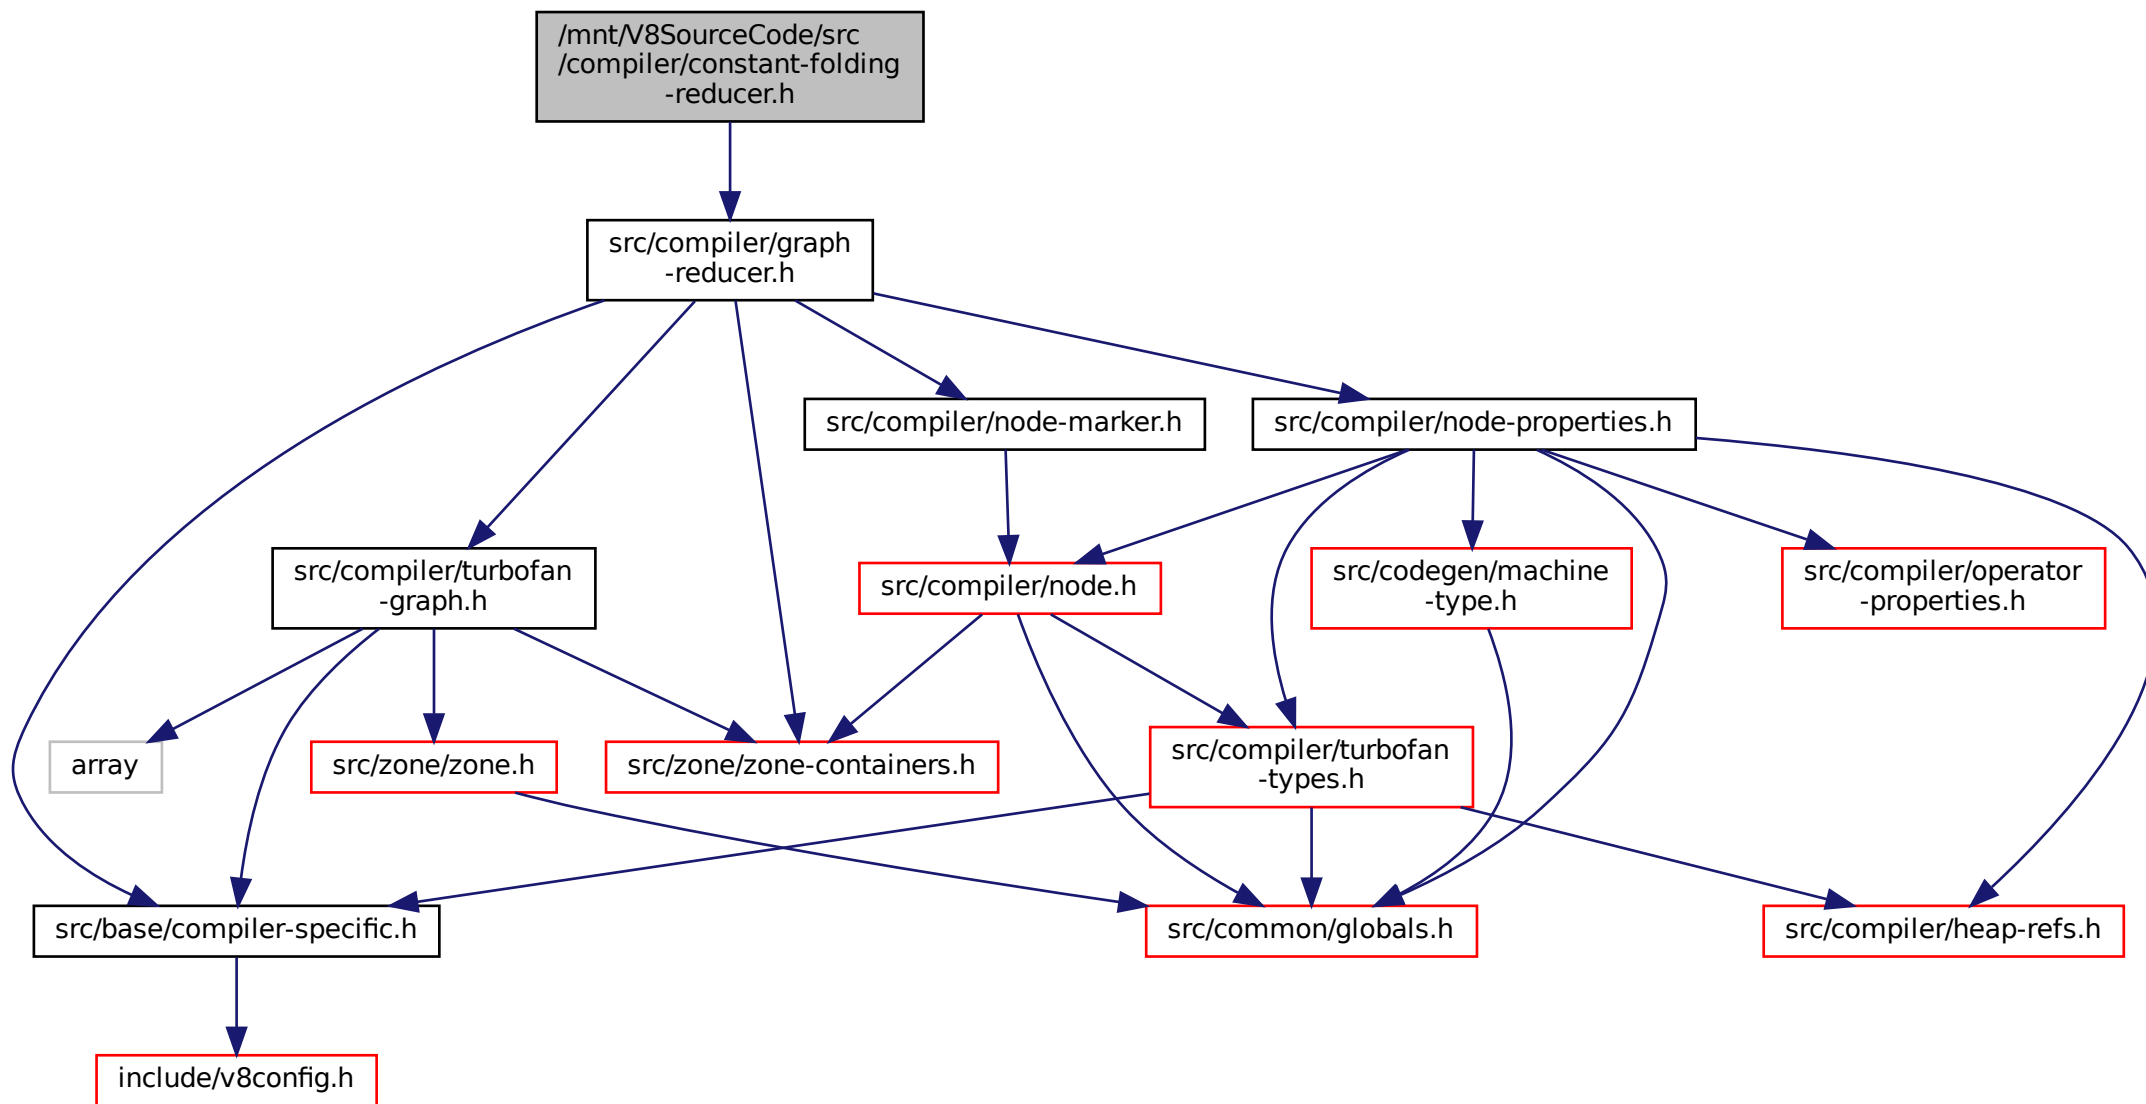 /mnt/V8SourceCode/src
/compiler/constant-folding
-reducer.h
src/compiler/graph
-reducer.h
src/compiler/node-marker.h
src/compiler/node-properties.h
src/compiler/turbofan
-graph.h
src/compiler/node.h
src/codegen/machine
-type.h
src/compiler/operator
-properties.h
array
src/zone/zone.h
src/zone/zone-containers.h
src/compiler/turbofan
-types.h
src/base/compiler-specific.h
src/common/globals.h
src/compiler/heap-refs.h
include/v8config.h